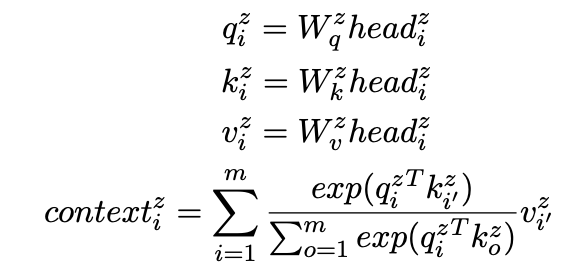 $q_i^z = W_q^z head_i^z$
$k_i^z = W_k^z head_i^z$
$v_i^z = W_v^z head_i^z$
$context_i^z = \sum_{i=1}^{m} \frac{exp(q_i^{zT} k_{i'}^z)}{\sum_{o=1}^{m} exp(q_i^{zT} k_o^z)} v_{i'}^z$